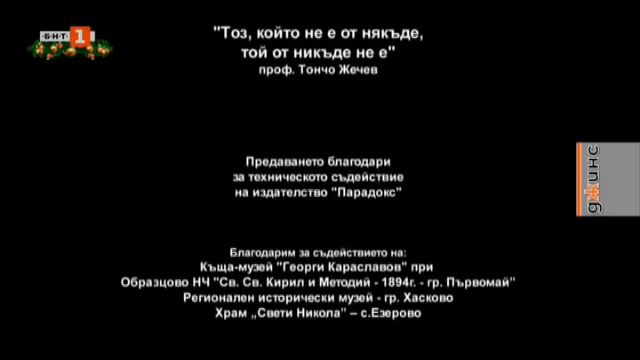 БНТ 1
"Тоз, който не е от някъде,
той от никъде не е"
проф. Тончо Жечев
Предаването благодари
за техническото съдействие
на издателство "Парадокс"
джинс
Благодарим за съдействието на:
Къща-музей "Георги Караславов" при
Образцово НЧ "Св. Св. Кирил и Методий - 1894г. - гр. Първомай"
Регионален исторически музей - гр. Хасково
Храм „Свети Никола” – с.Езерово